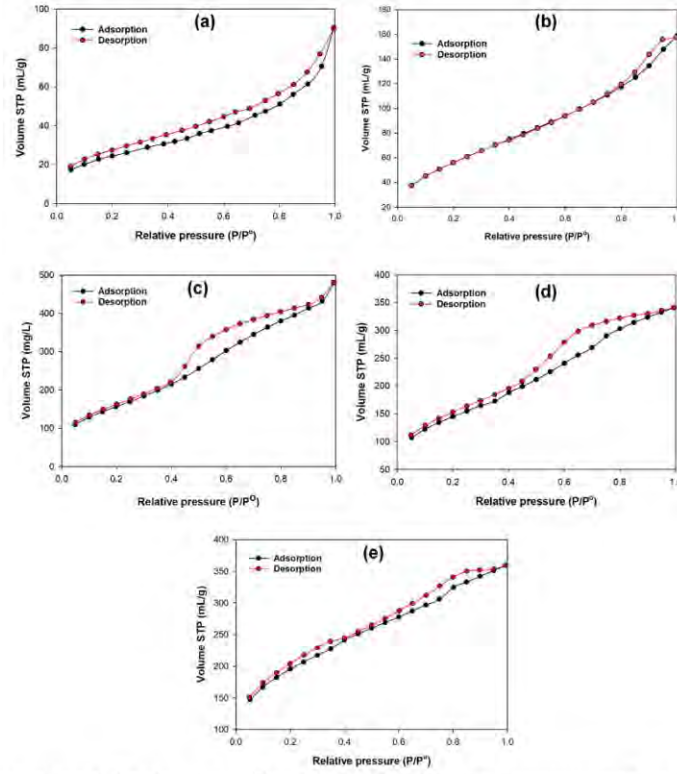 (a)
Adsorption
Desorption
Volume STP (mL/g)
100
80
60
40
20
0
0.0 0.2 0.4 0.6 0.8 1.0
Relative pressure (P/P°)
(b)
Adsorption
Desorption
Volume STP (mL/g)
160
140
120
100
80
60
40
20
0.0 0.2 0.4 0.6 0.8 1.0
Relative pressure (P/P°)
(c)
Adsorption
Desorption
Volume STP (mg/L)
500
400
300
200
100
0
0.0 0.2 0.4 0.6 0.8 1.0
Relative pressure (P/P⁰)
(d)
Adsorption
Desorption
Volume STP (mL/g)
400
350
300
250
200
150
100
50
0.0 0.2 0.4 0.6 0.8 1.0
Relative pressure (P/P°)
(e)
Adsorption
Desorption
Volume STP (mL/g)
400
350
300
250
200
150
100
0.0 0.2 0.4 0.6 0.8 1.0
Relative pressure (P/P°)